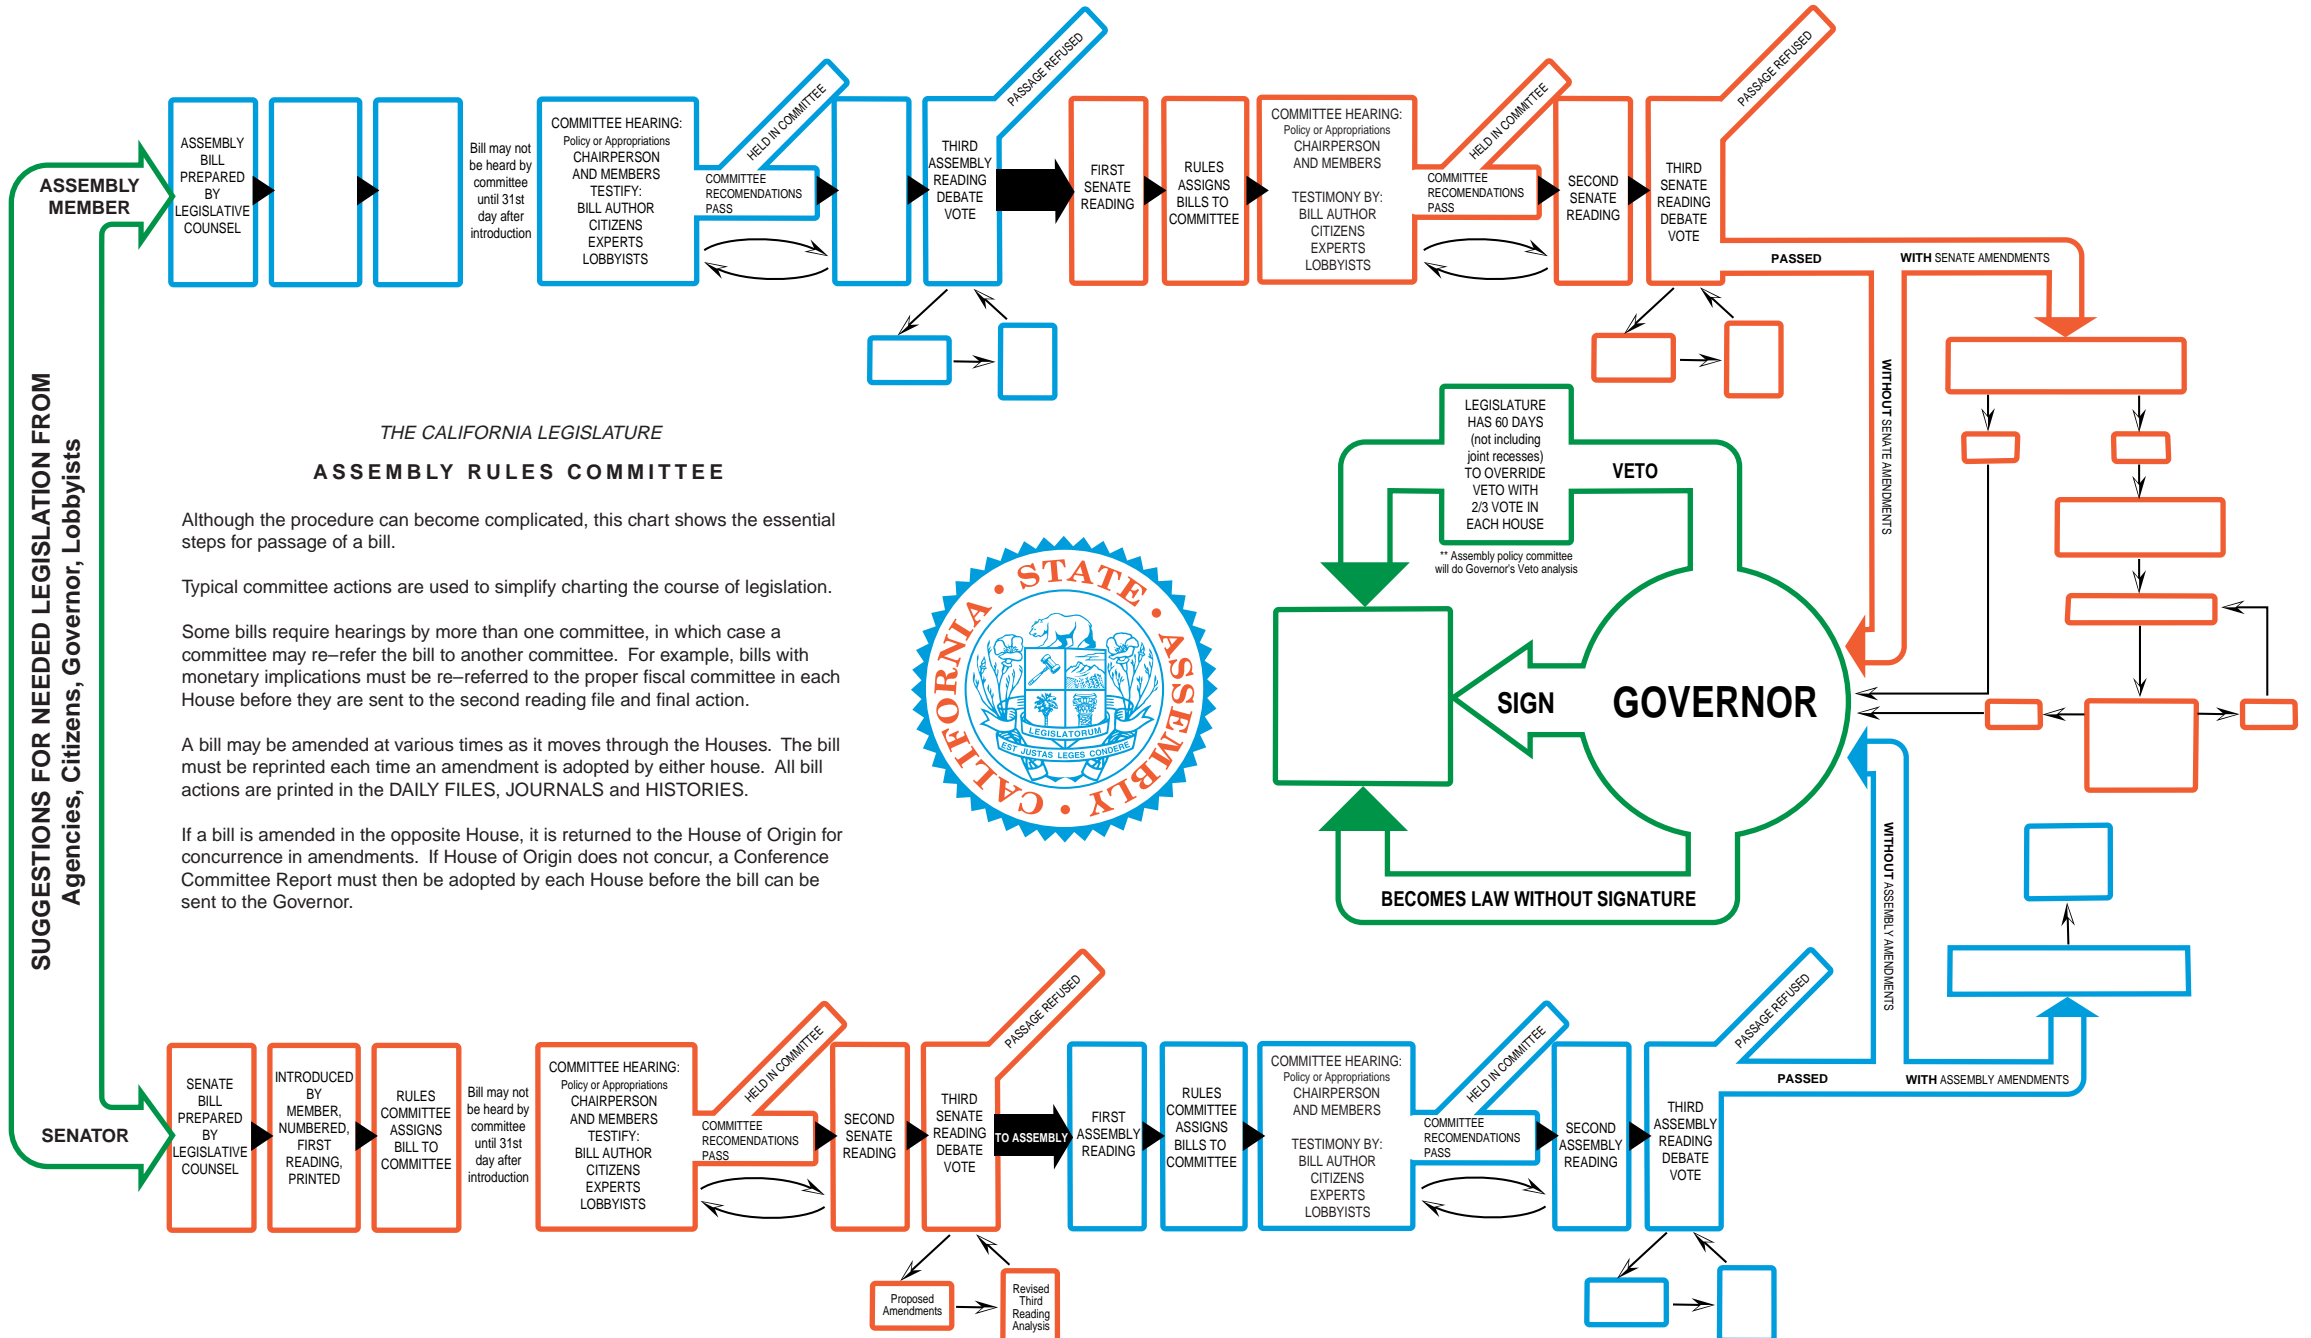 SUGGESTIONS FOR NEEDED LEGISLATION FROM
Agencies, Citizens, Governor, Lobbyists
ASSEMBLY
MEMBER
ASSEMBLY
BILL
PREPARED
BY
LEGISLATIVE
COUNSEL
Bill may not
be heard by
committee
until 31st
day after
introduction
COMMITTEE HEARING:
Policy or Appropriations
CHAIRPERSON
AND MEMBERS
TESTIFY:
BILL AUTHOR
CITIZENS
EXPERTS
LOBBYISTS
HELD IN COMMITTEE
COMMITTEE
RECOMENDATIONS
PASS
THIRD
ASSEMBLY
READING
DEBATE
VOTE
PASSAGE REFUSED
FIRST
SENATE
READING
RULES
ASSIGNS
BILLS TO
COMMITTEE
COMMITTEE HEARING:
Policy or Appropriations
CHAIRPERSON
AND MEMBERS
TESTIMONY BY:
BILL AUTHOR
CITIZENS
EXPERTS
LOBBYISTS
HELD IN COMMITTEE
COMMITTEE
RECOMENDATIONS
PASS
SECOND
SENATE
READING
THIRD
SENATE
READING
DEBATE
VOTE
PASSAGE REFUSED
PASSED
WITH SENATE AMENDMENTS
WITHOUT SENATE AMENDMENTS
THE CALIFORNIA LEGISLATURE
ASSEMBLY RULES COMMITTEE
Although the procedure can become complicated, this chart shows the essential
steps for passage of a bill.
Typical committee actions are used to simplify charting the course of legislation.
Some bills require hearings by more than one committee, in which case a
committee may re–refer the bill to another committee. For example, bills with
monetary implications must be re–referred to the proper fiscal committee in each
House before they are sent to the second reading file and final action.
A bill may be amended at various times as it moves through the Houses. The bill
must be reprinted each time an amendment is adopted by either house. All bill
actions are printed in the DAILY FILES, JOURNALS and HISTORIES.
If a bill is amended in the opposite House, it is returned to the House of Origin for
concurrence in amendments. If House of Origin does not concur, a Conference
Committee Report must then be adopted by each House before the bill can be
sent to the Governor.
CALIFORNIA • STATE • ASSEMBLY •
LEGISLATORUM
EST JUSTAS LEGES CONDERE
LEGISLATURE
HAS 60 DAYS
(not including
joint recesses)
TO OVERRIDE
VETO WITH
2/3 VOTE IN
EACH HOUSE
** Assembly policy committee
will do Governor's Veto analysis
VETO
SIGN
GOVERNOR
BECOMES LAW WITHOUT SIGNATURE
WITHOUT ASSEMBLY AMENDMENTS
SENATOR
SENATE
BILL
PREPARED
BY
LEGISLATIVE
COUNSEL
INTRODUCED
BY
MEMBER,
NUMBERED,
FIRST
READING,
PRINTED
RULES
COMMITTEE
ASSIGNS
BILL TO
COMMITTEE
Bill may not
be heard by
committee
until 31st
day after
introduction
COMMITTEE HEARING:
Policy or Appropriations
CHAIRPERSON
AND MEMBERS
TESTIFY:
BILL AUTHOR
CITIZENS
EXPERTS
LOBBYISTS
HELD IN COMMITTEE
COMMITTEE
RECOMENDATIONS
PASS
SECOND
SENATE
READING
THIRD
SENATE
READING
DEBATE
VOTE
PASSAGE REFUSED
Proposed
Amendments
Revised
Third
Reading
Analysis
TO ASSEMBLY
FIRST
ASSEMBLY
READING
RULES
COMMITTEE
ASSIGNS
BILLS TO
COMMITTEE
COMMITTEE HEARING:
Policy or Appropriations
CHAIRPERSON
AND MEMBERS
TESTIMONY BY:
BILL AUTHOR
CITIZENS
EXPERTS
LOBBYISTS
HELD IN COMMITTEE
COMMITTEE
RECOMENDATIONS
PASS
SECOND
ASSEMBLY
READING
THIRD
ASSEMBLY
READING
DEBATE
VOTE
PASSAGE REFUSED
PASSED
WITH ASSEMBLY AMENDMENTS